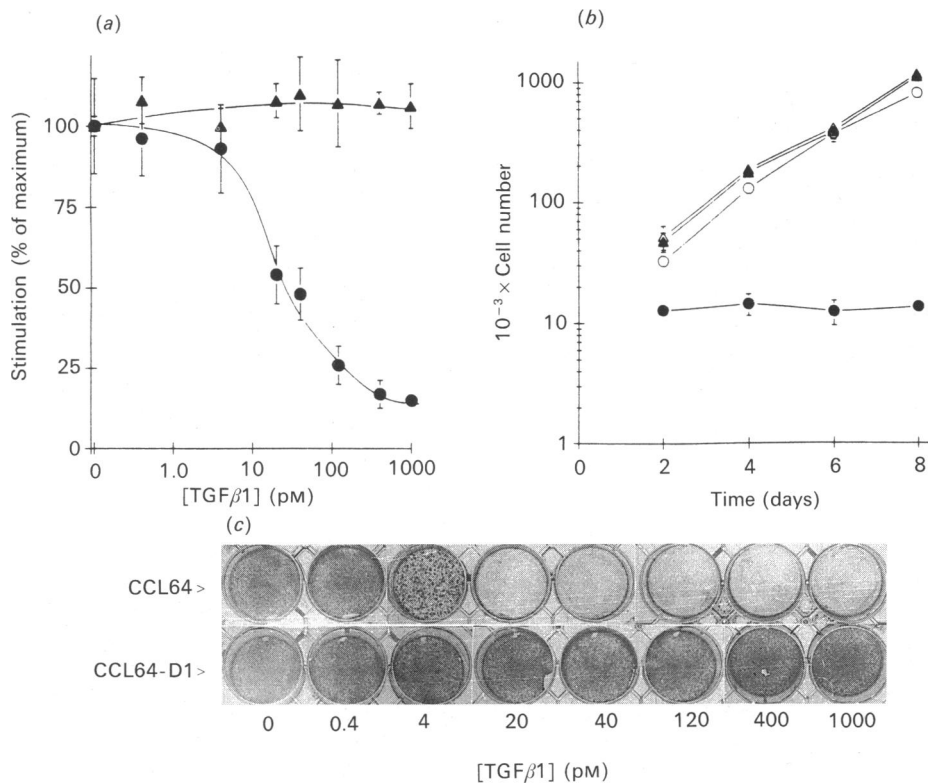 (a)
Stimulation (% of maximum)
100
75
50
25
0
0 1.0 10 100 1000
[TGFβ1] (pM)
(b)
10⁻³ × Cell number
1000
100
10
1
0 2 4 6 8
Time (days)
(c)
CCL64 >
CCL64-D1 >
0 0.4 4 20 40 120 400 1000
[TGFβ1] (pM)